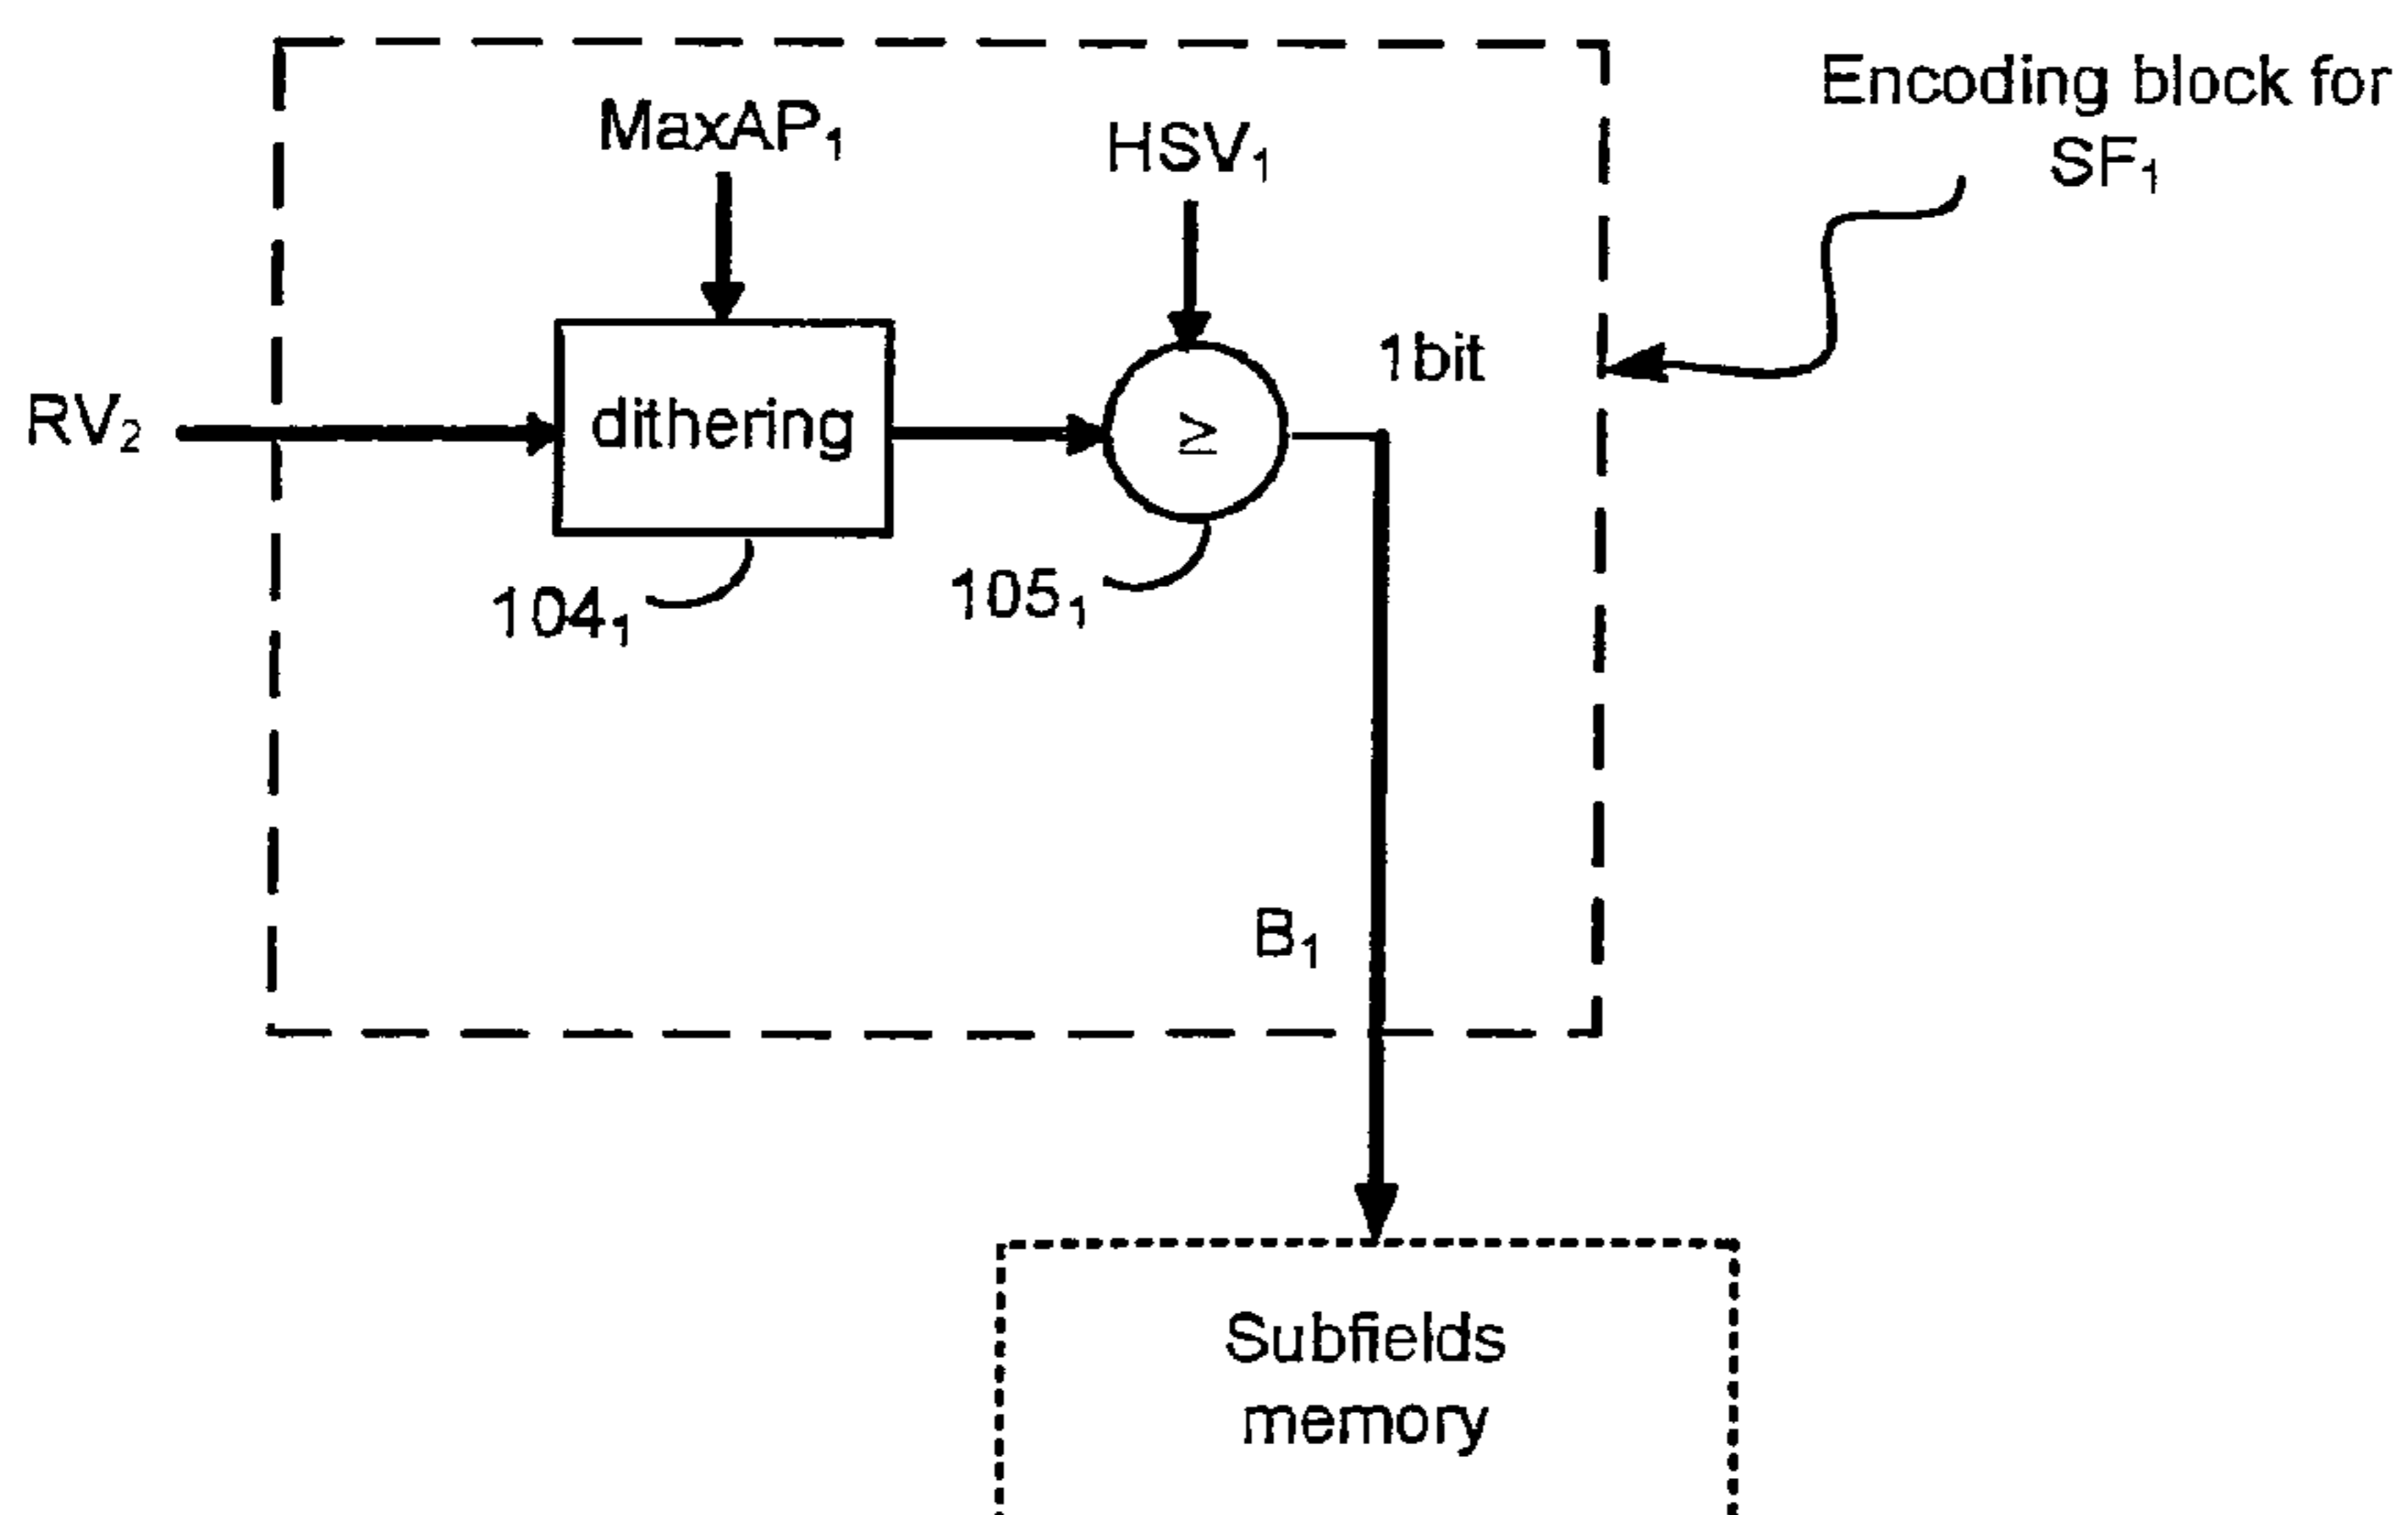 Encoding block for
SF₁
MaxAP₁
HSV₁
1bit
RV₂
dithering
≥
104₁
105₁
B₁
Subfields
memory